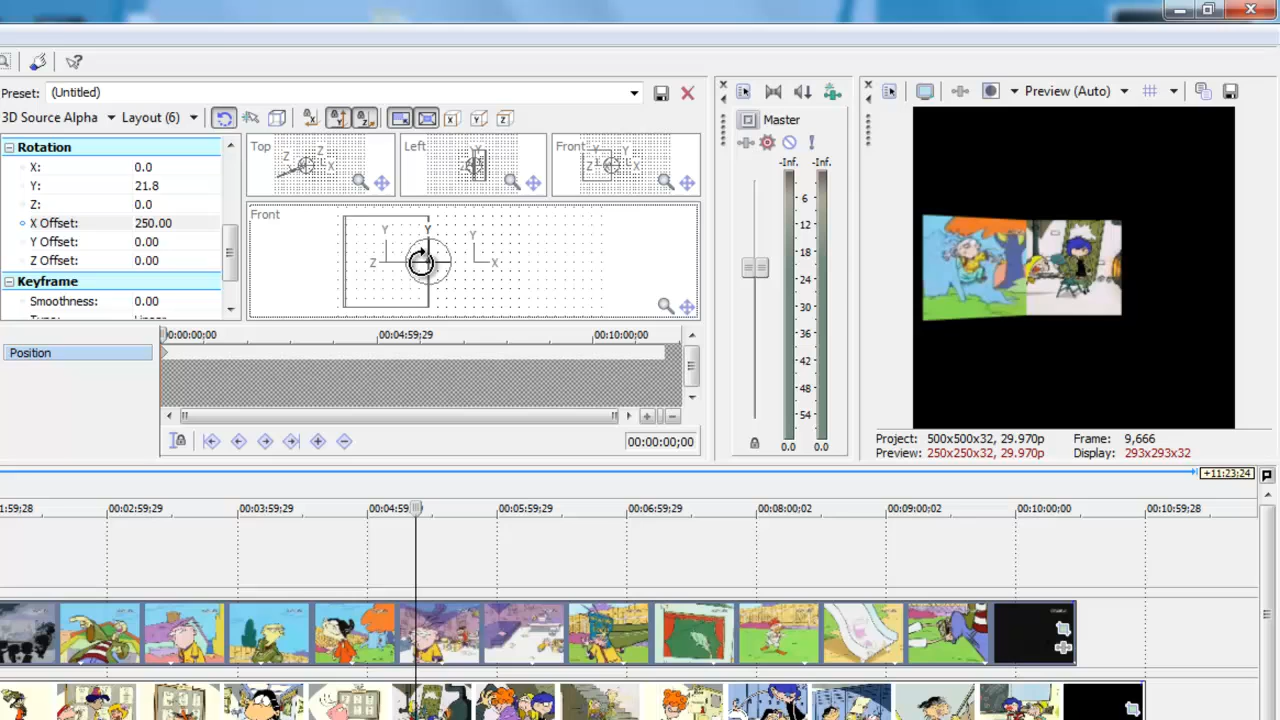 Preset: (Untitled)
3D Source Alpha Layout (6)
Rotation
X: 0.0
Y: 21.8
Z: 0.0
X Offset: 250.00
Y Offset: 0.00
Z Offset: 0.00
Keyframe
Smoothness: 0.00
Top
Z Z X
Left
Y
Front
Y Y Z X
Front
Y Y Y
Z X
00:00:00;00 00:04:59;29 00:10:00;00
Position
00:00:00;00
Master
-Inf. -Inf.
6
12
18
24
30
36
42
48
54
0.0 0.0
Preview (Auto)
Project: 500x500x32, 29.970p Frame: 9,666
Preview: 250x250x32, 29.970p Display: 293x293x32
+11:23;24
1:59;28 00:02:59;29 00:03:59;29 00:04:59 00:05:59;29 00:06:59;29 00:08:00;02 00:09:00;02 00:10:00;00 00:10:59;28